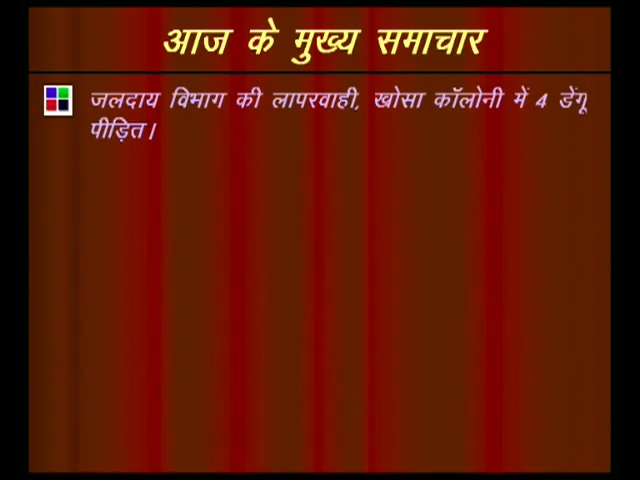 आज के मुख्य समाचार
जलदाय विभाग की लापरवाही, खोसा कॉलोनी में 4 डेंगू
पीड़ित।